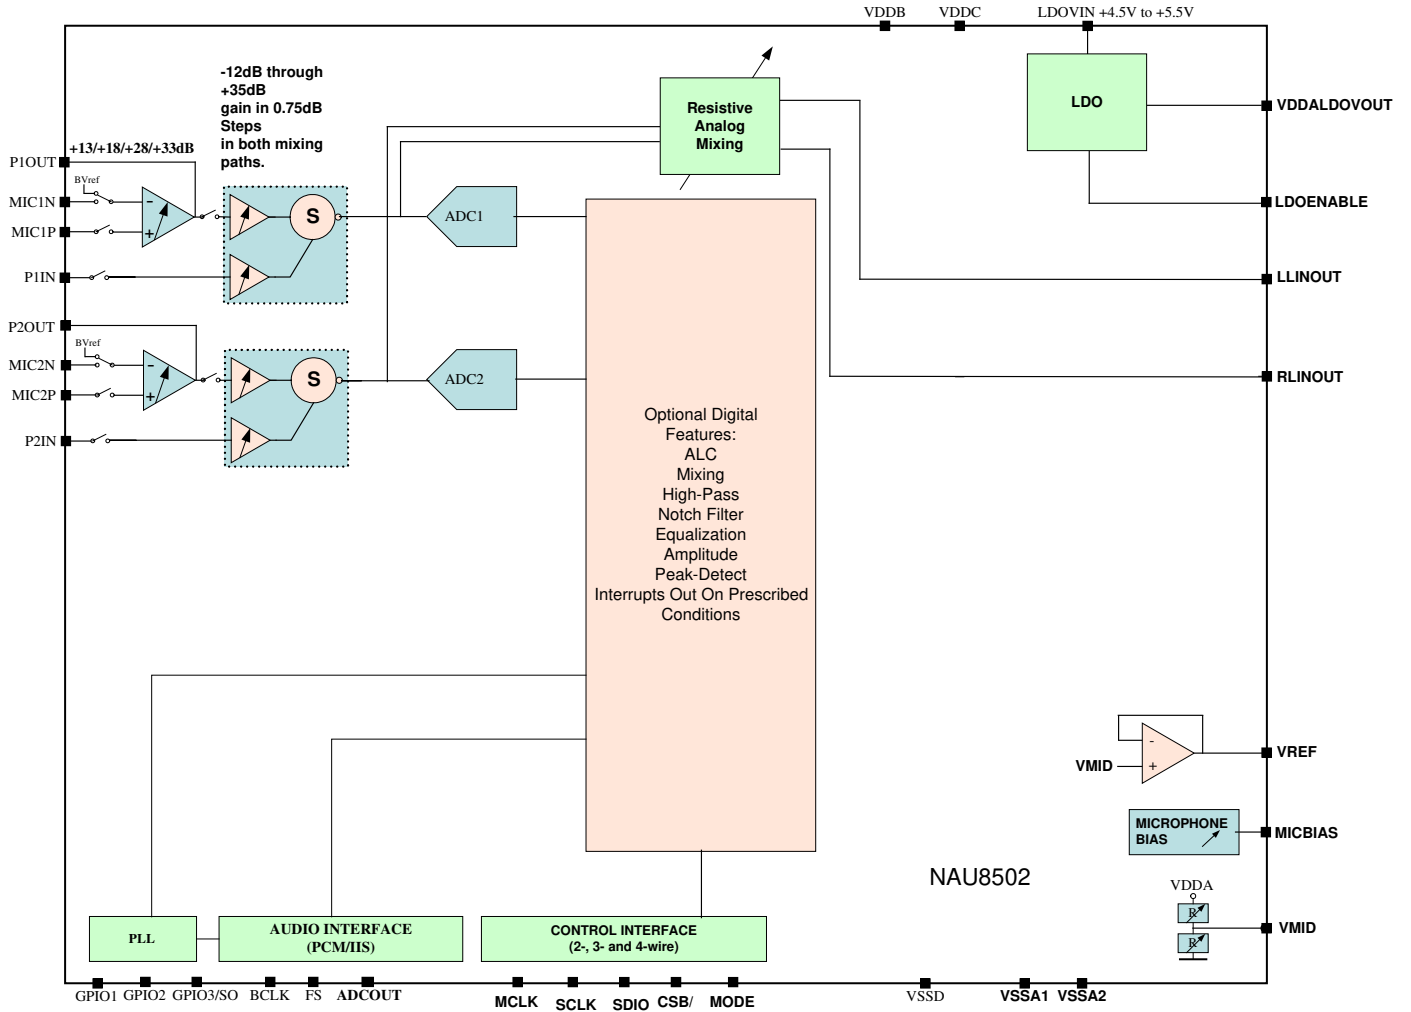 VDDB
VDDC
LDOVIN +4.5V to +5.5V
-12dB through
+35dB
gain in 0.75dB
Steps
in both mixing
paths.
Resistive
Analog
Mixing
LDO
VDDALDOVOUT
+13/+18/+28/+33dB
P1OUT
BVref
MIC1N
-
MIC1P
+
S
ADC1
LDOENABLE
P1IN
LLINOUT
P2OUT
BVref
MIC2N
-
MIC2P
+
S
ADC2
RLINOUT
P2IN
Optional Digital
Features:
ALC
Mixing
High-Pass
Notch Filter
Equalization
Amplitude
Peak-Detect
Interrupts Out On Prescribed
Conditions
-
VMID
+
VREF
MICROPHONE
BIAS
MICBIAS
NAU8502
VDDA
R
R
VMID
PLL
AUDIO INTERFACE
(PCM/IIS)
CONTROL INTERFACE
(2-, 3- and 4-wire)
GPIO1
GPIO2
GPIO3/SO
BCLK
FS
ADCOUT
MCLK
SCLK
SDIO
CSB/
MODE
VSSD
VSSA1
VSSA2